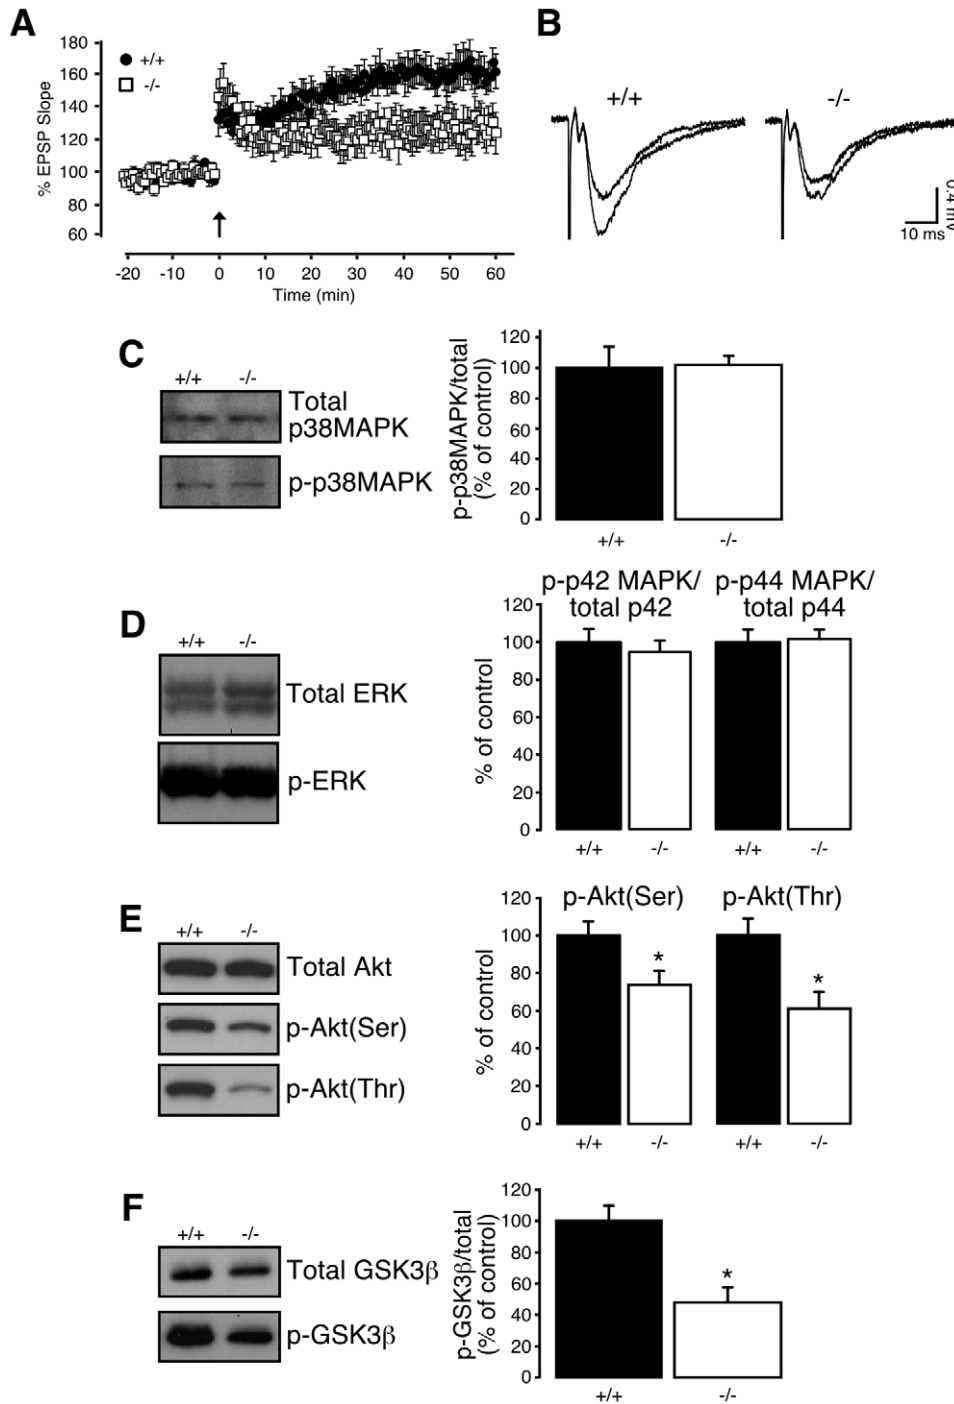 A
180
160
140
120
100
80
60
% EPSP Slope
+/+
-/-
-20 -10 0 10 20 30 40 50 60
Time (min)
B
+/+ -/-
0.4 mV
10 ms
C
+/+ -/-
Total
p38MAPK
p-p38MAPK
p-p38MAPK/total
(% of control)
120
100
80
60
40
20
0
+/+ -/-
D
+/+ -/-
Total ERK
p-ERK
p-p42 MAPK/
total p42
p-p44 MAPK/
total p44
% of control
120
100
80
60
40
20
0
+/+ -/- +/+ -/-
E
+/+ -/-
Total Akt
p-Akt(Ser)
p-Akt(Thr)
p-Akt(Ser) p-Akt(Thr)
% of control
120
100
80
60
40
20
0
* *
+/+ -/- +/+ -/-
F
+/+ -/-
Total GSK3β
p-GSK3β
p-GSK3β/total
(% of control)
120
100
80
60
40
20
0
*
+/+ -/-